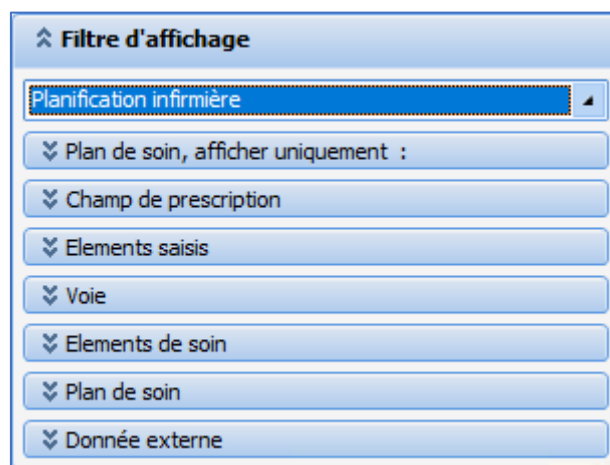 Filtre d'affichage
Planification infirmière
Plan de soin, afficher uniquement :
Champ de prescription
Elements saisis
Voie
Elements de soin
Plan de soin
Donnée externe